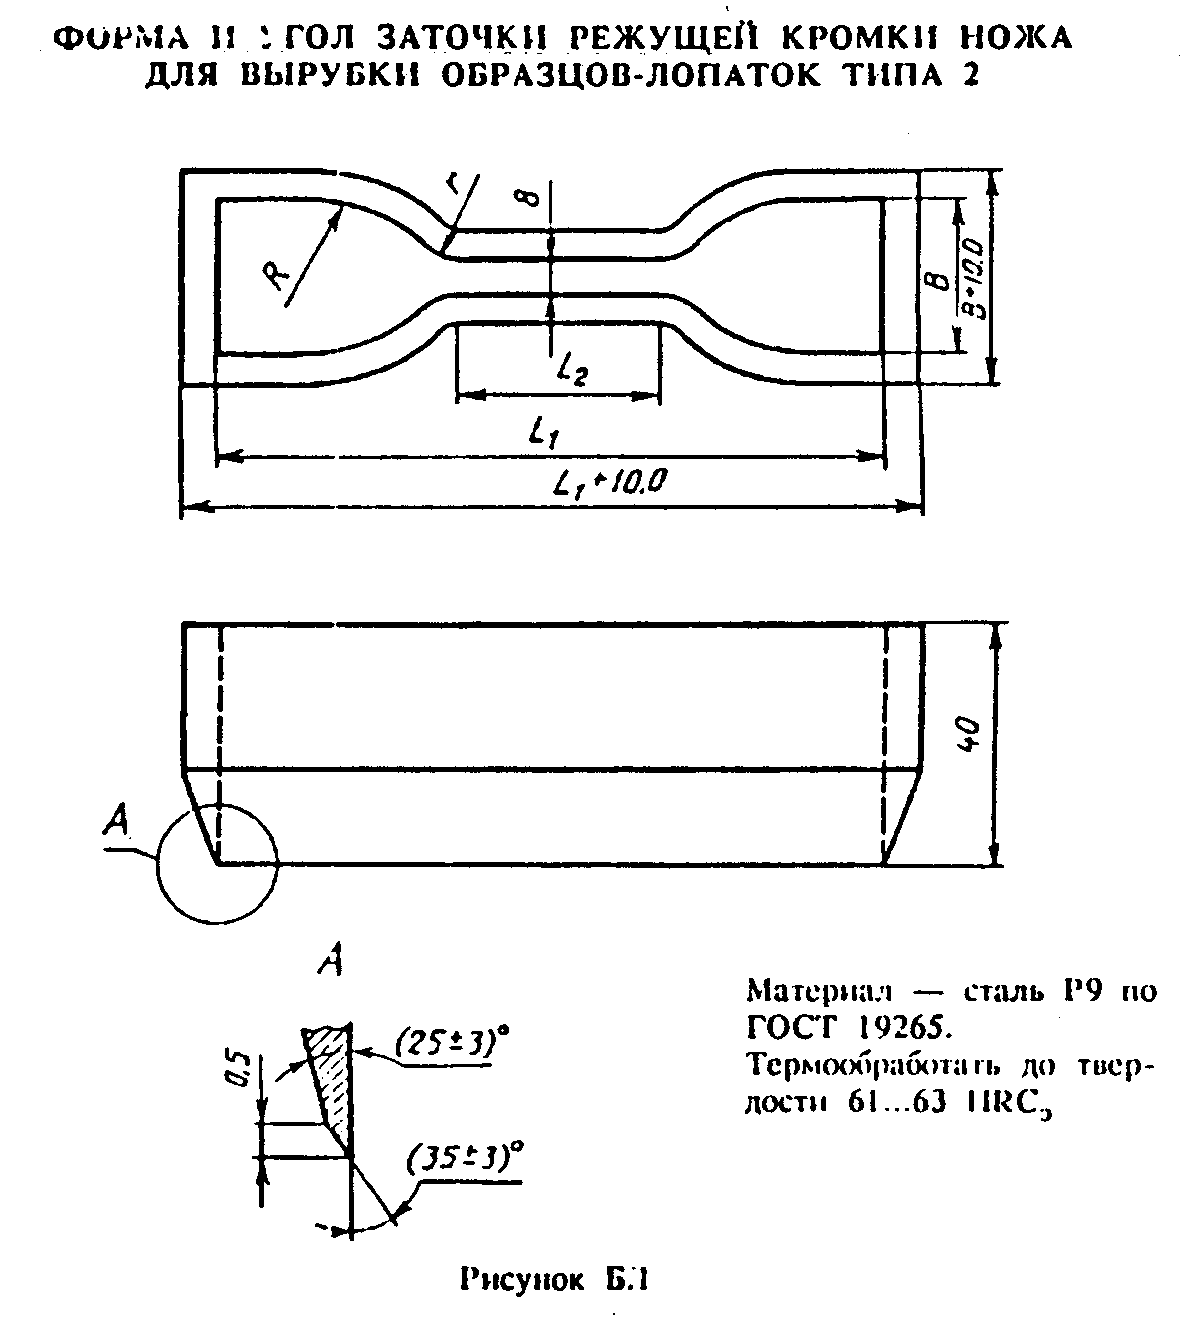 ФОРМА И УГОЛ ЗАТОЧКИ РЕЖУЩЕЙ КРОМКИ НОЖА
ДЛЯ ВЫРУБКИ ОБРАЗЦОВ-ЛОПАТОК ТИПА 2
r
в
R
В
В+10.0
L2
L1
L1+10.0
40
А
А
(25±3)°
0.5
(35±3)°
Материал — сталь Р9 по
ГОСТ 19265.
Термообработать до твер-
дости 61...63 HRCэ
Рисунок Б.1